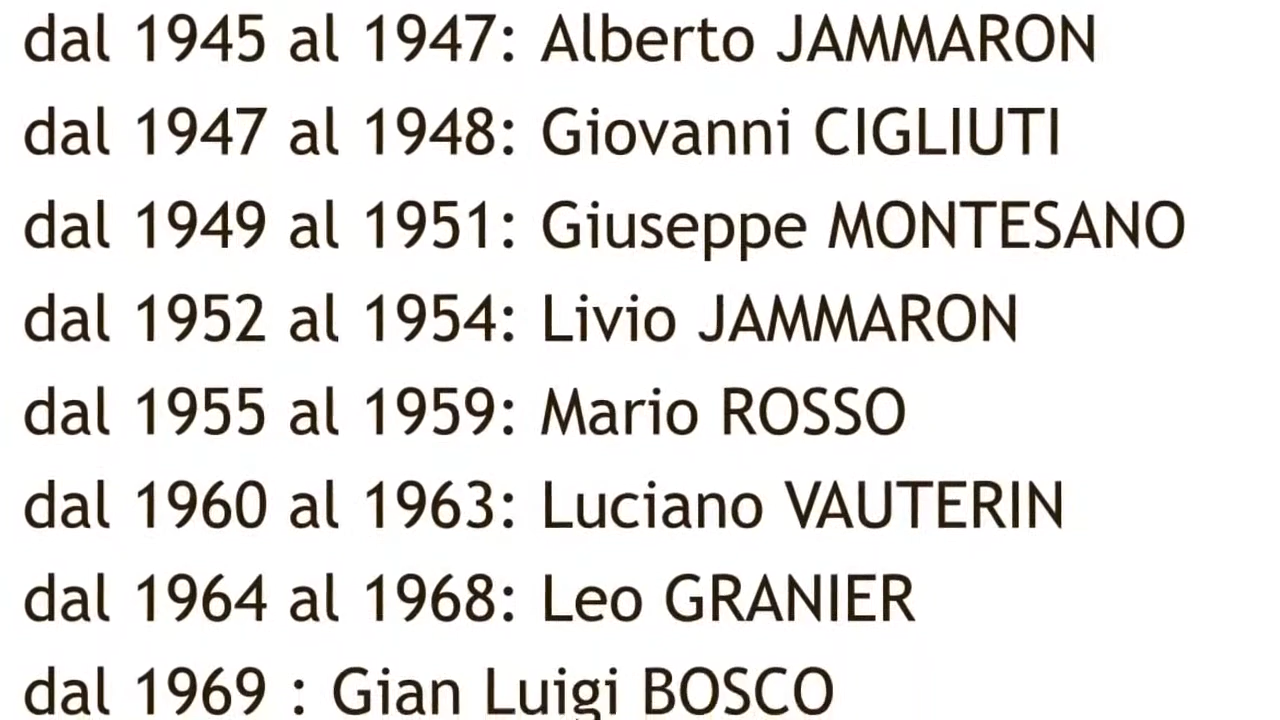 dal 1945 al 1947: Alberto JAMMARON
dal 1947 al 1948: Giovanni CIGLIUTI
dal 1949 al 1951: Giuseppe MONTESANO
dal 1952 al 1954: Livio JAMMARON
dal 1955 al 1959: Mario ROSSO
dal 1960 al 1963: Luciano VAUTERIN
dal 1964 al 1968: Leo GRANIER
dal 1969 : Gian Luigi BOSCO